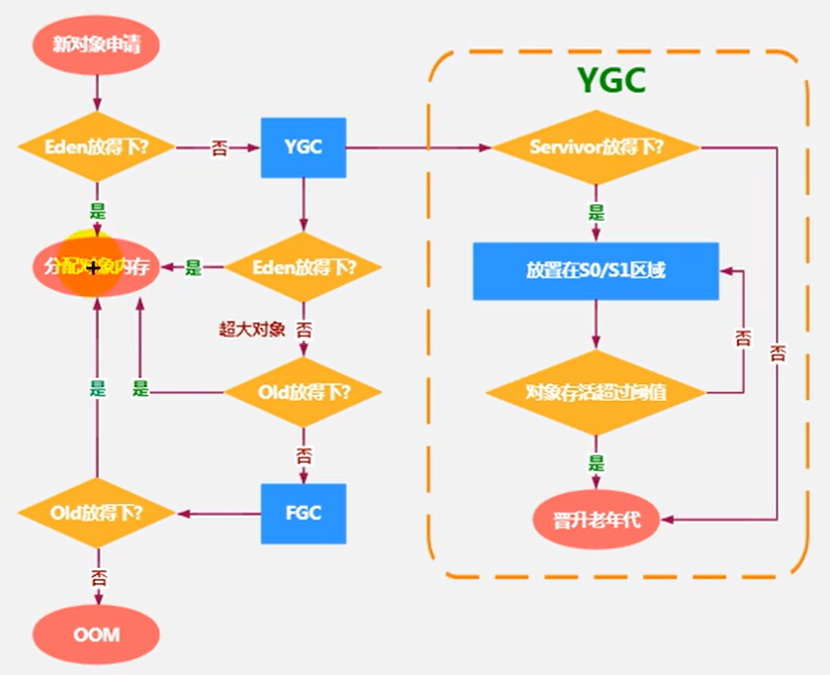 新对象申请
YGC
Eden放得下?
否
YGC
Servivor放得下?
是
是
分配对象内存
是
Eden放得下?
放置在S0/S1区域
超大对象
否
否
否
是
是
Old放得下?
对象存活超过阈值
否
是
Old放得下?
FGC
晋升老年代
否
OOM